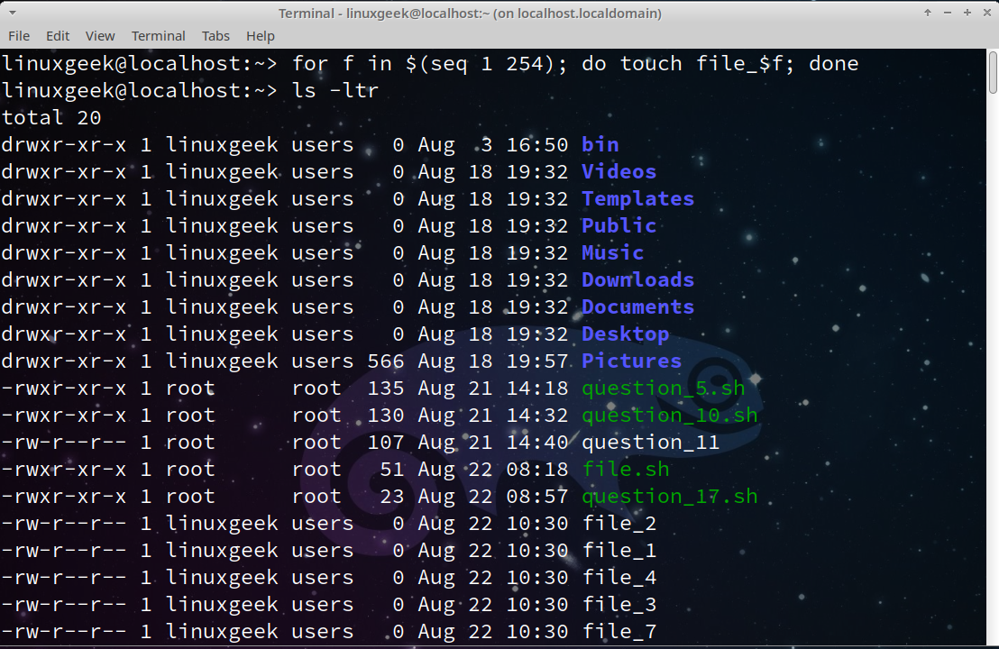 Terminal - linuxgeek@localhost:~ (on localhost.localdomain)
File Edit View Terminal Tabs Help
linuxgeek@localhost:~> for f in $(seq 1 254); do touch file_$f; done
linuxgeek@localhost:~> ls -ltr
total 20
drwxr-xr-x 1 linuxgeek users   0 Aug  3 16:50 bin
drwxr-xr-x 1 linuxgeek users   0 Aug 18 19:32 Videos
drwxr-xr-x 1 linuxgeek users   0 Aug 18 19:32 Templates
drwxr-xr-x 1 linuxgeek users   0 Aug 18 19:32 Public
drwxr-xr-x 1 linuxgeek users   0 Aug 18 19:32 Music
drwxr-xr-x 1 linuxgeek users   0 Aug 18 19:32 Downloads
drwxr-xr-x 1 linuxgeek users   0 Aug 18 19:32 Documents
drwxr-xr-x 1 linuxgeek users   0 Aug 18 19:32 Desktop
drwxr-xr-x 1 linuxgeek users 566 Aug 18 19:57 Pictures
-rwxr-xr-x 1 root      root  135 Aug 21 14:18 question_5.sh
-rwxr-xr-x 1 root      root  130 Aug 21 14:32 question_10.sh
-rw-r--r-- 1 root      root  107 Aug 21 14:40 question_11
-rwxr-xr-x 1 root      root   51 Aug 22 08:18 file.sh
-rwxr-xr-x 1 root      root   23 Aug 22 08:57 question_17.sh
-rw-r--r-- 1 linuxgeek users   0 Aug 22 10:30 file_2
-rw-r--r-- 1 linuxgeek users   0 Aug 22 10:30 file_1
-rw-r--r-- 1 linuxgeek users   0 Aug 22 10:30 file_4
-rw-r--r-- 1 linuxgeek users   0 Aug 22 10:30 file_3
-rw-r--r-- 1 linuxgeek users   0 Aug 22 10:30 file_7